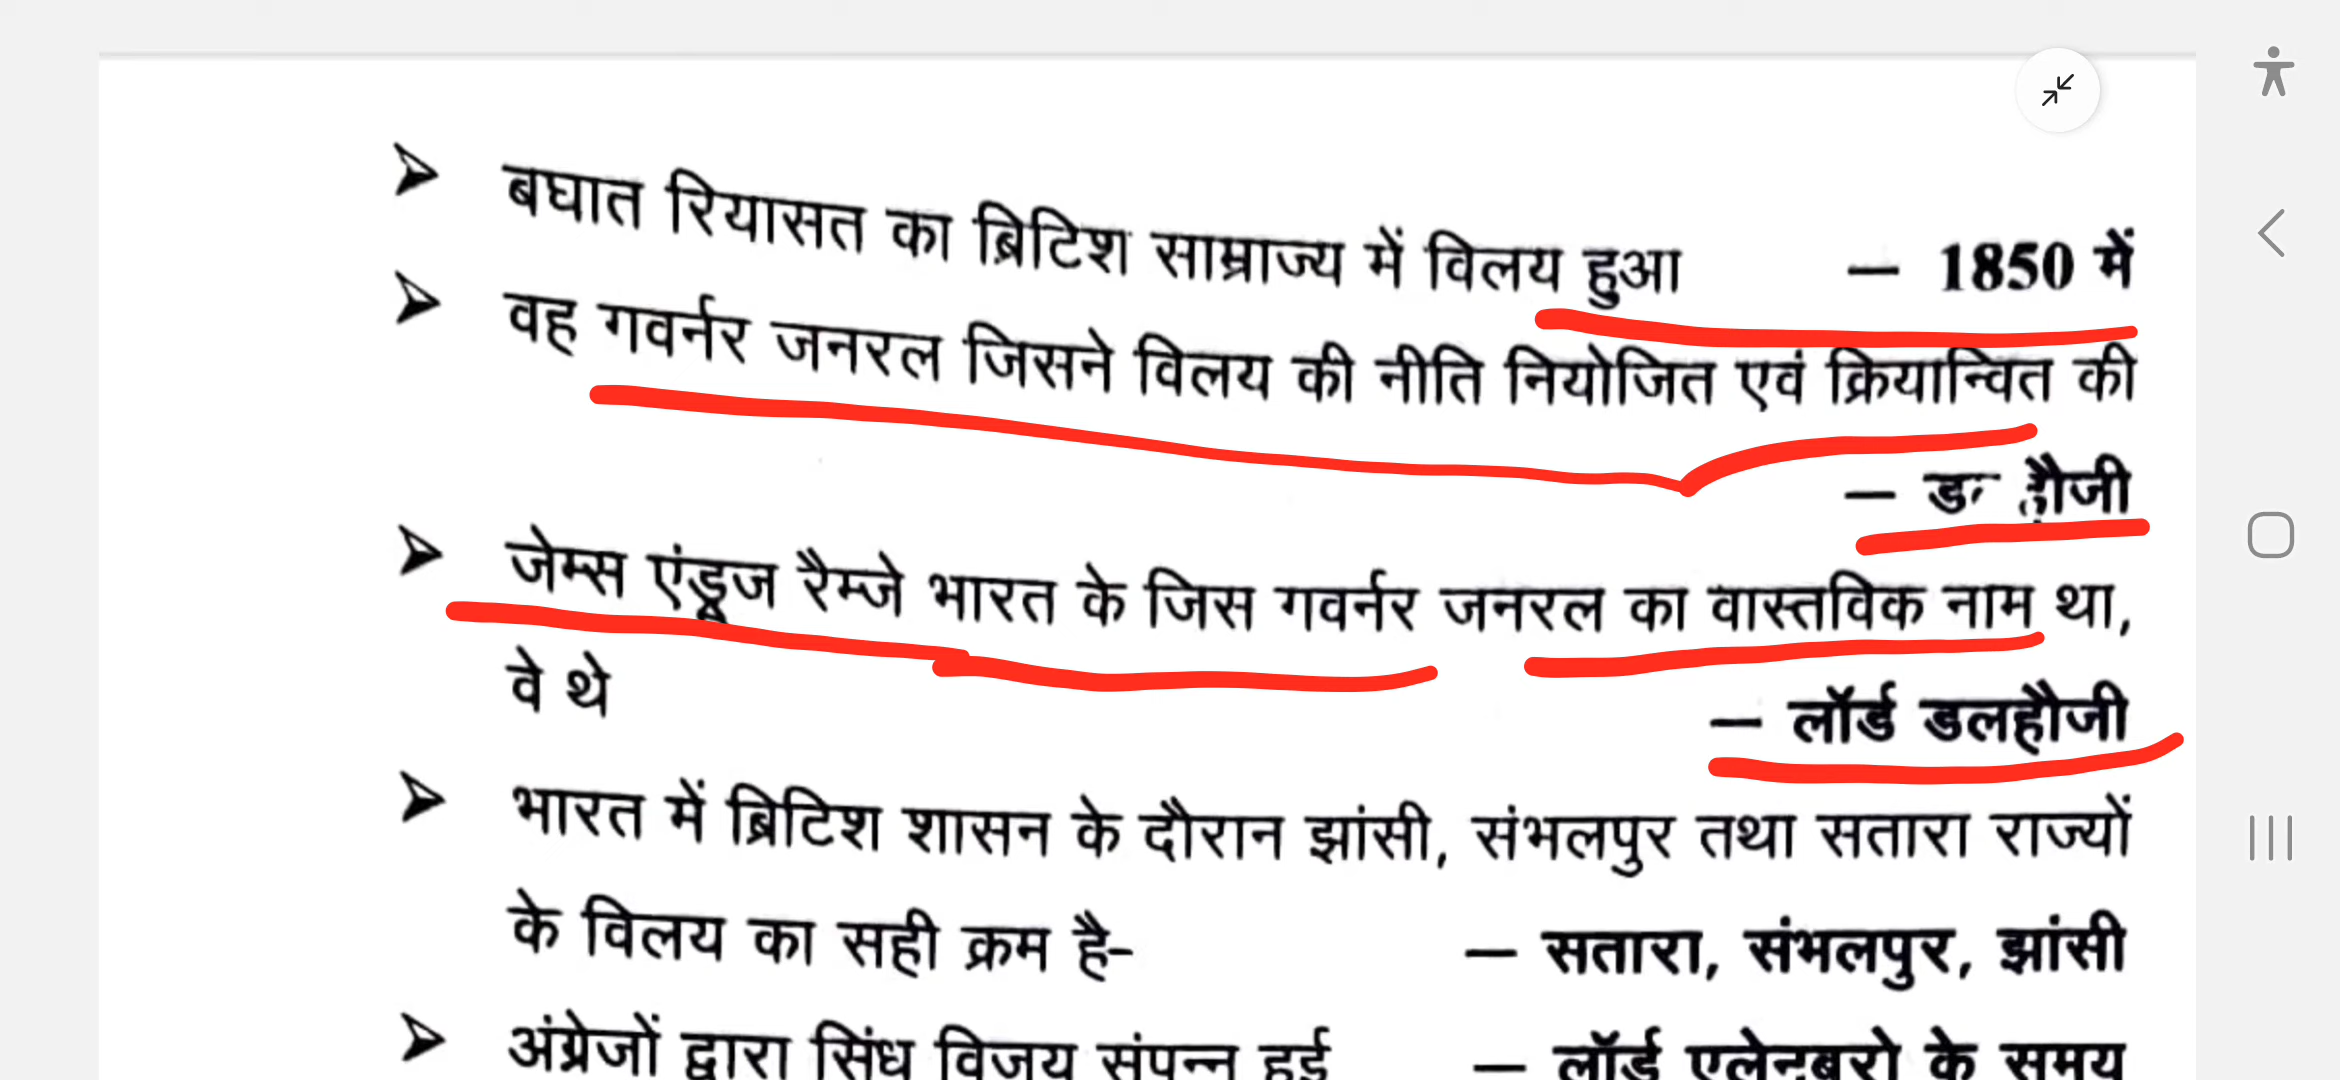 बघात रियासत का ब्रिटिश साम्राज्य में विलय हुआ — 1850 में
वह गवर्नर जनरल जिसने विलय की नीति नियोजित एवं क्रियान्वित की
—
जेम्स एंड्रूज रैम्जे भारत के जिस गवर्नर जनरल का वास्तविक नाम था,
वे थे — लॉर्ड डलहौजी
भारत में ब्रिटिश शासन के दौरान झांसी, संभलपुर तथा सतारा राज्यों
के विलय का सही क्रम है- — सतारा, संभलपुर, झांसी
अंग्रेजों द्वारा सिंध विजय संपन्न हुई — लॉर्ड एलेनबरो के समय